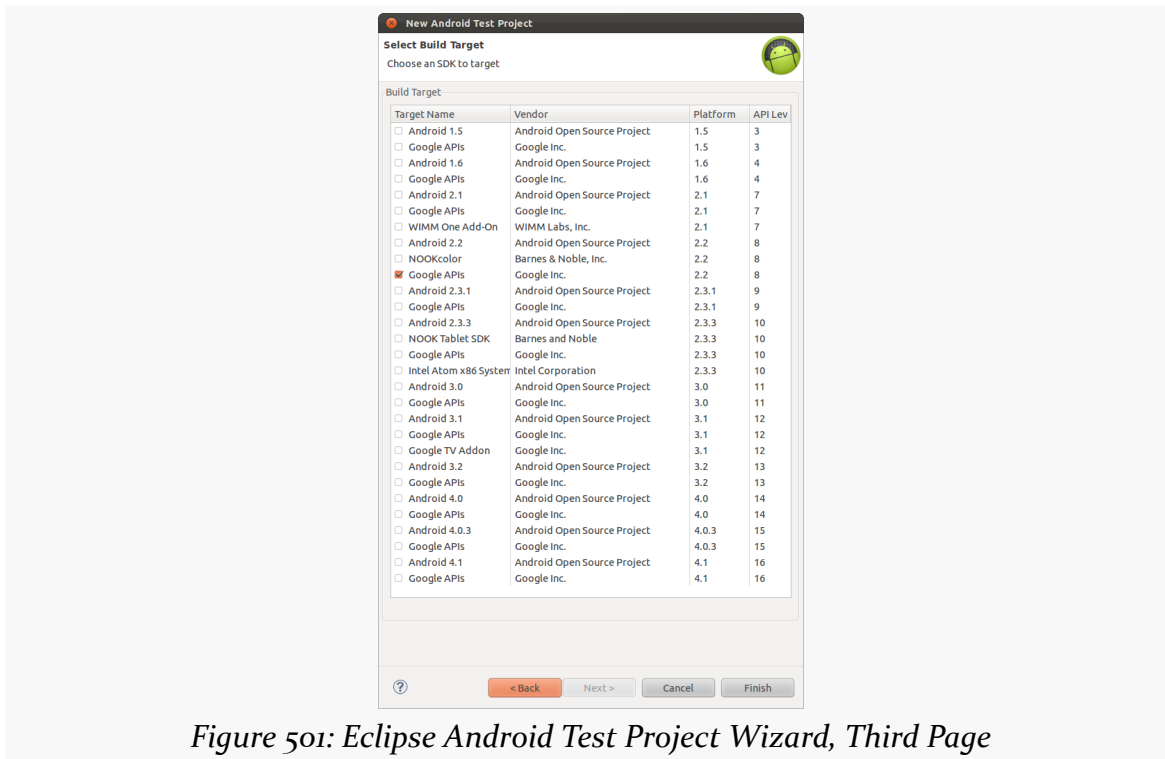 New Android Test Project
Select Build Target
Choose an SDK to target
Build Target
Target Name Vendor Platform API Lev
Android 1.5 Android Open Source Project 1.5 3
Google APIs Google Inc. 1.5 3
Android 1.6 Android Open Source Project 1.6 4
Google APIs Google Inc. 1.6 4
Android 2.1 Android Open Source Project 2.1 7
Google APIs Google Inc. 2.1 7
WIMM One Add-On WIMM Labs, Inc. 2.1 7
Android 2.2 Android Open Source Project 2.2 8
NOOKcolor Barnes & Noble, Inc. 2.2 8
Google APIs Google Inc. 2.2 8
Android 2.3.1 Android Open Source Project 2.3.1 9
Google APIs Google Inc. 2.3.1 9
Android 2.3.3 Android Open Source Project 2.3.3 10
NOOK Tablet SDK Barnes and Noble 2.3.3 10
Google APIs Google Inc. 2.3.3 10
Intel Atom x86 System Intel Corporation 2.3.3 10
Android 3.0 Android Open Source Project 3.0 11
Google APIs Google Inc. 3.0 11
Android 3.1 Android Open Source Project 3.1 12
Google APIs Google Inc. 3.1 12
Google TV Addon Google Inc. 3.1 12
Android 3.2 Android Open Source Project 3.2 13
Google APIs Google Inc. 3.2 13
Android 4.0 Android Open Source Project 4.0 14
Google APIs Google Inc. 4.0 14
Android 4.0.3 Android Open Source Project 4.0.3 15
Google APIs Google Inc. 4.0.3 15
Android 4.1 Android Open Source Project 4.1 16
Google APIs Google Inc. 4.1 16
? < Back Next > Cancel Finish
Figure 501: Eclipse Android Test Project Wizard, Third Page